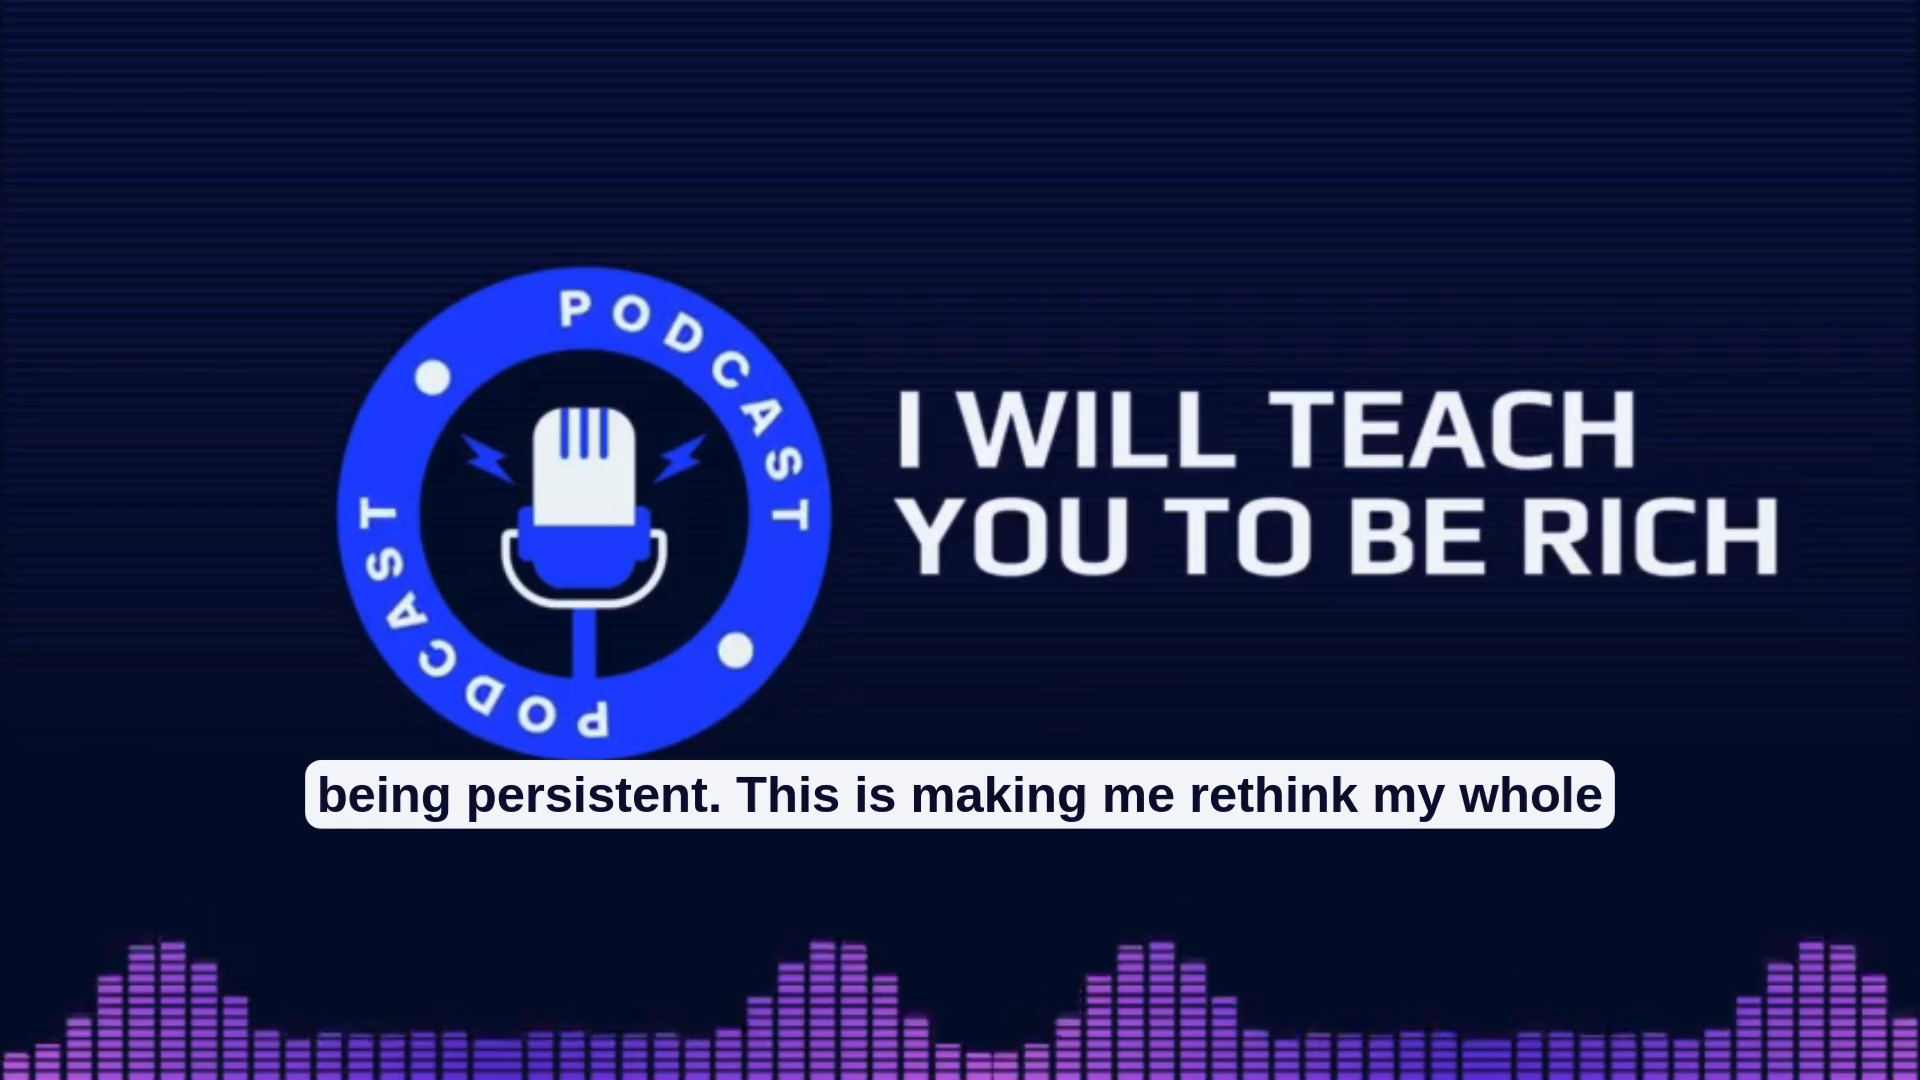 PODCAST
I WILL TEACH
YOU TO BE RICH
PODCAST
being persistent. This is making me rethink my whole